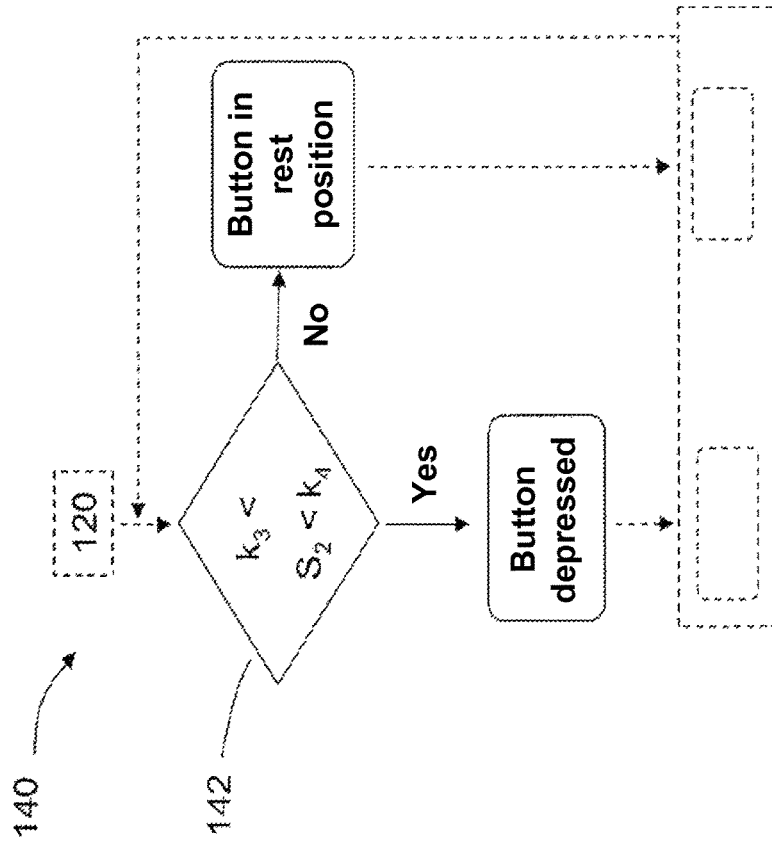 140
120
142
k₃ <
S₂ < k₄
No
Button in
rest
position
Yes
Button
depressed